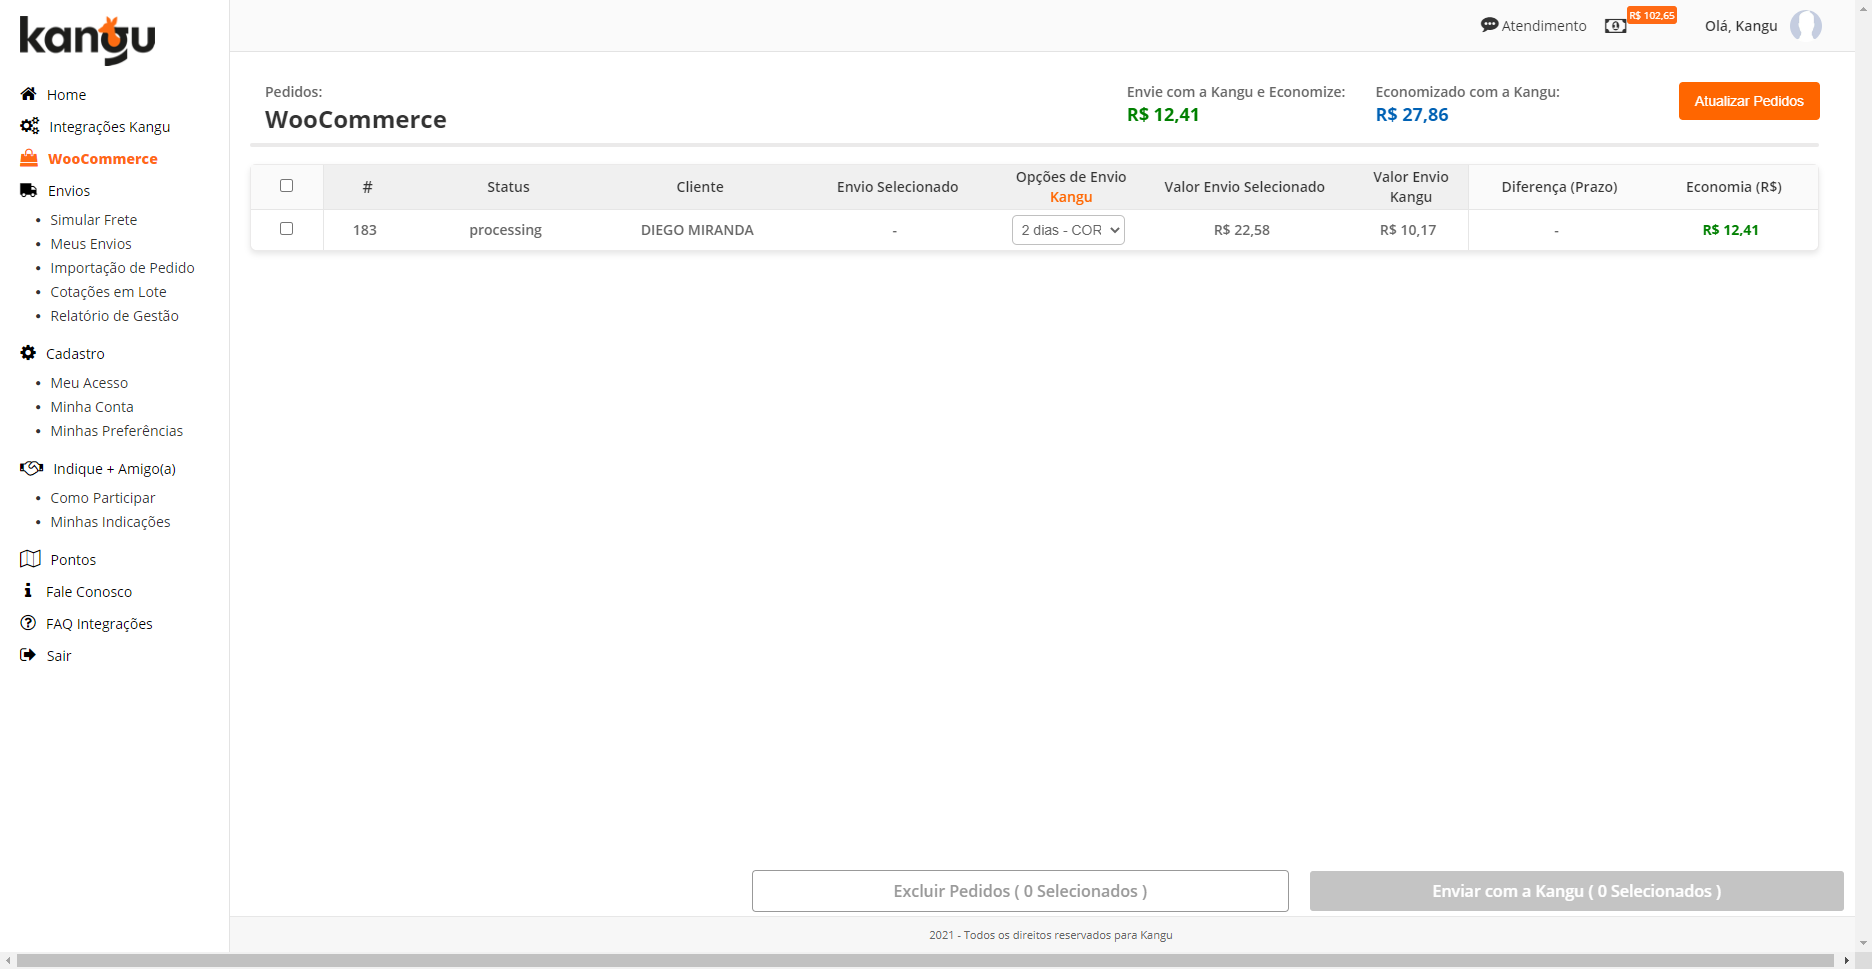 kangu
Home
Integrações Kangu
WooCommerce
Envios
Simular Frete
Meus Envios
Importação de Pedido
Cotações em Lote
Relatório de Gestão
Cadastro
Meu Acesso
Minha Conta
Minhas Preferências
Indique + Amigo(a)
Como Participar
Minhas Indicações
Pontos
Fale Conosco
FAQ Integrações
Sair
Atendimento
R$ 102,65
Olá, Kangu
Pedidos:
WooCommerce
Envie com a Kangu e Economize:
R$ 12,41
Economizado com a Kangu:
R$ 27,86
Atualizar Pedidos
# Status Cliente Envio Selecionado Opções de Envio Kangu Valor Envio Selecionado Valor Envio Kangu Diferença (Prazo) Economia (R$)
183 processing DIEGO MIRANDA - 2 dias - COR R$ 22,58 R$ 10,17 - R$ 12,41
Excluir Pedidos ( 0 Selecionados )
Enviar com a Kangu ( 0 Selecionados )
2021 - Todos os direitos reservados para Kangu